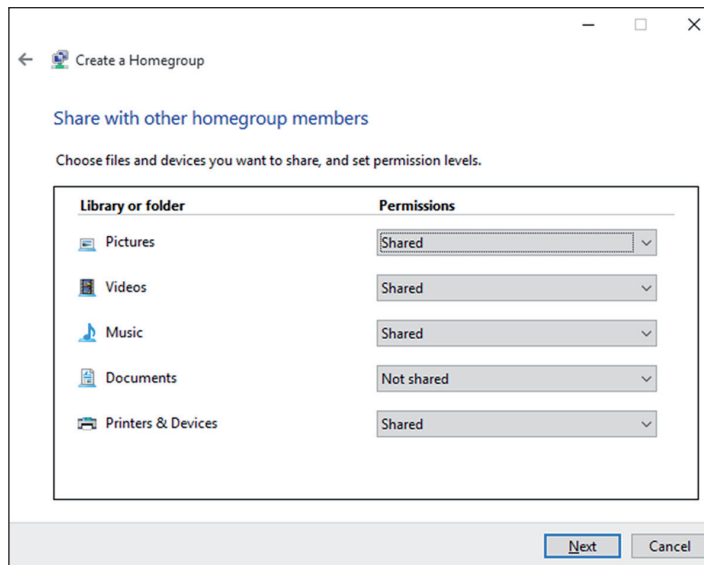 Create a Homegroup
Share with other homegroup members
Choose files and devices you want to share, and set permission levels.
Library or folder Permissions
Pictures Shared
Videos Shared
Music Shared
Documents Not shared
Printers & Devices Shared
Next Cancel